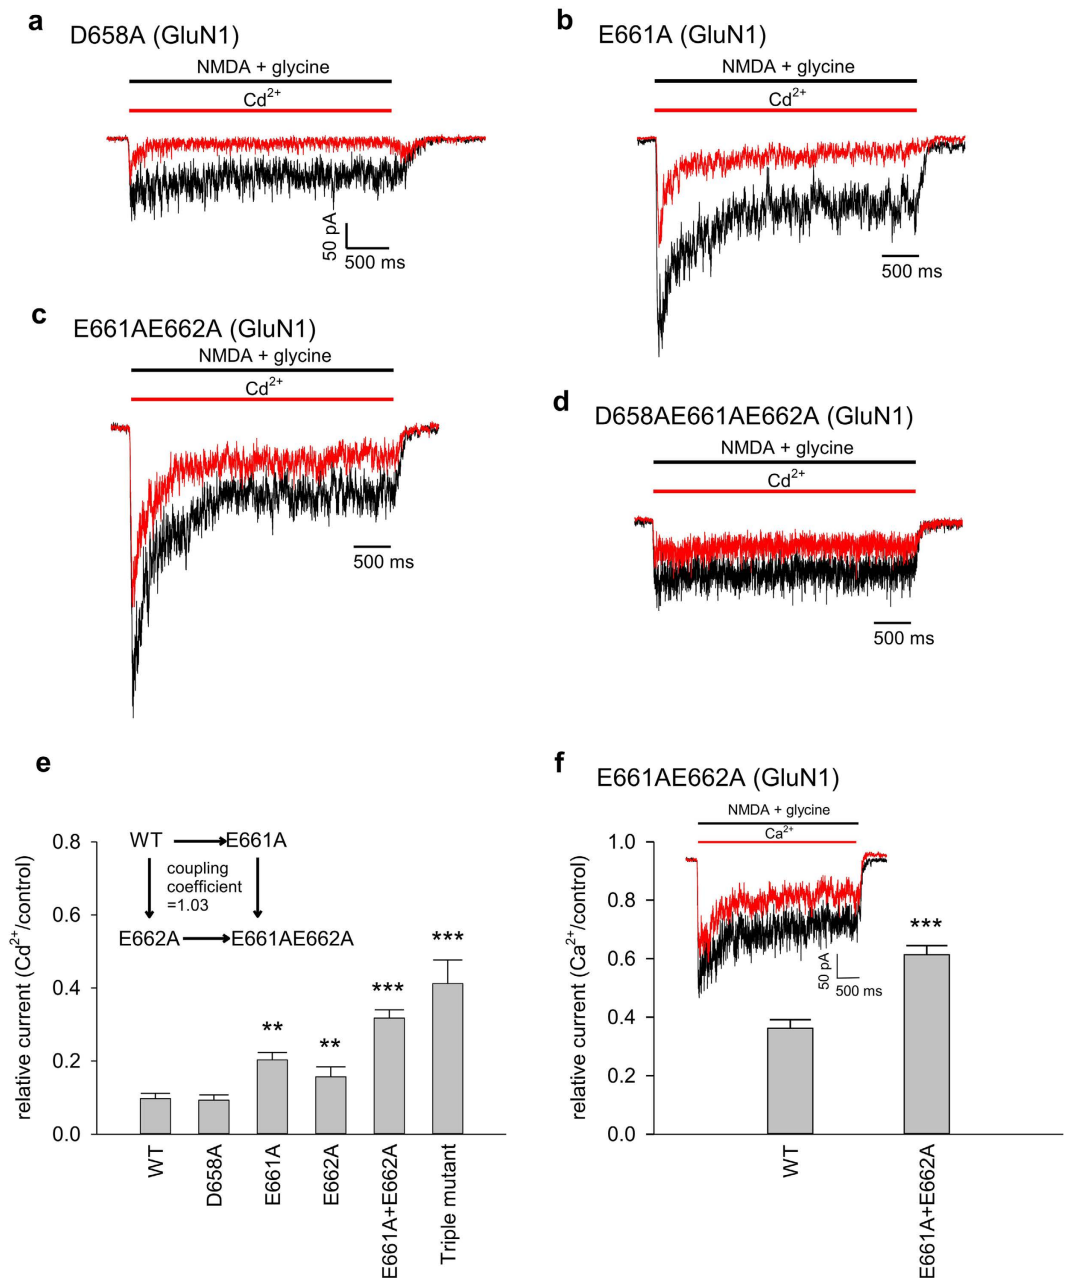 a
D658A (GluN1)
NMDA + glycine
Cd2+
50 pA
500 ms
b
E661A (GluN1)
NMDA + glycine
Cd2+
500 ms
c
E661AE662A (GluN1)
NMDA + glycine
Cd2+
500 ms
d
D658AE661AE662A (GluN1)
NMDA + glycine
Cd2+
500 ms
e
relative current (Cd2+/control)
0.8
0.6
0.4
0.2
0.0
WT
E661A
coupling
coefficient
=1.03
E662A
E661AE662A
**
**
***
***
WT
D658A
E661A
E662A
E661A+E662A
Triple mutant
f
E661AE662A (GluN1)
NMDA + glycine
Ca2+
50 pA
500 ms
relative current (Ca2+/control)
1.0
0.8
0.6
0.4
0.2
0.0
***
WT
E661A+E662A